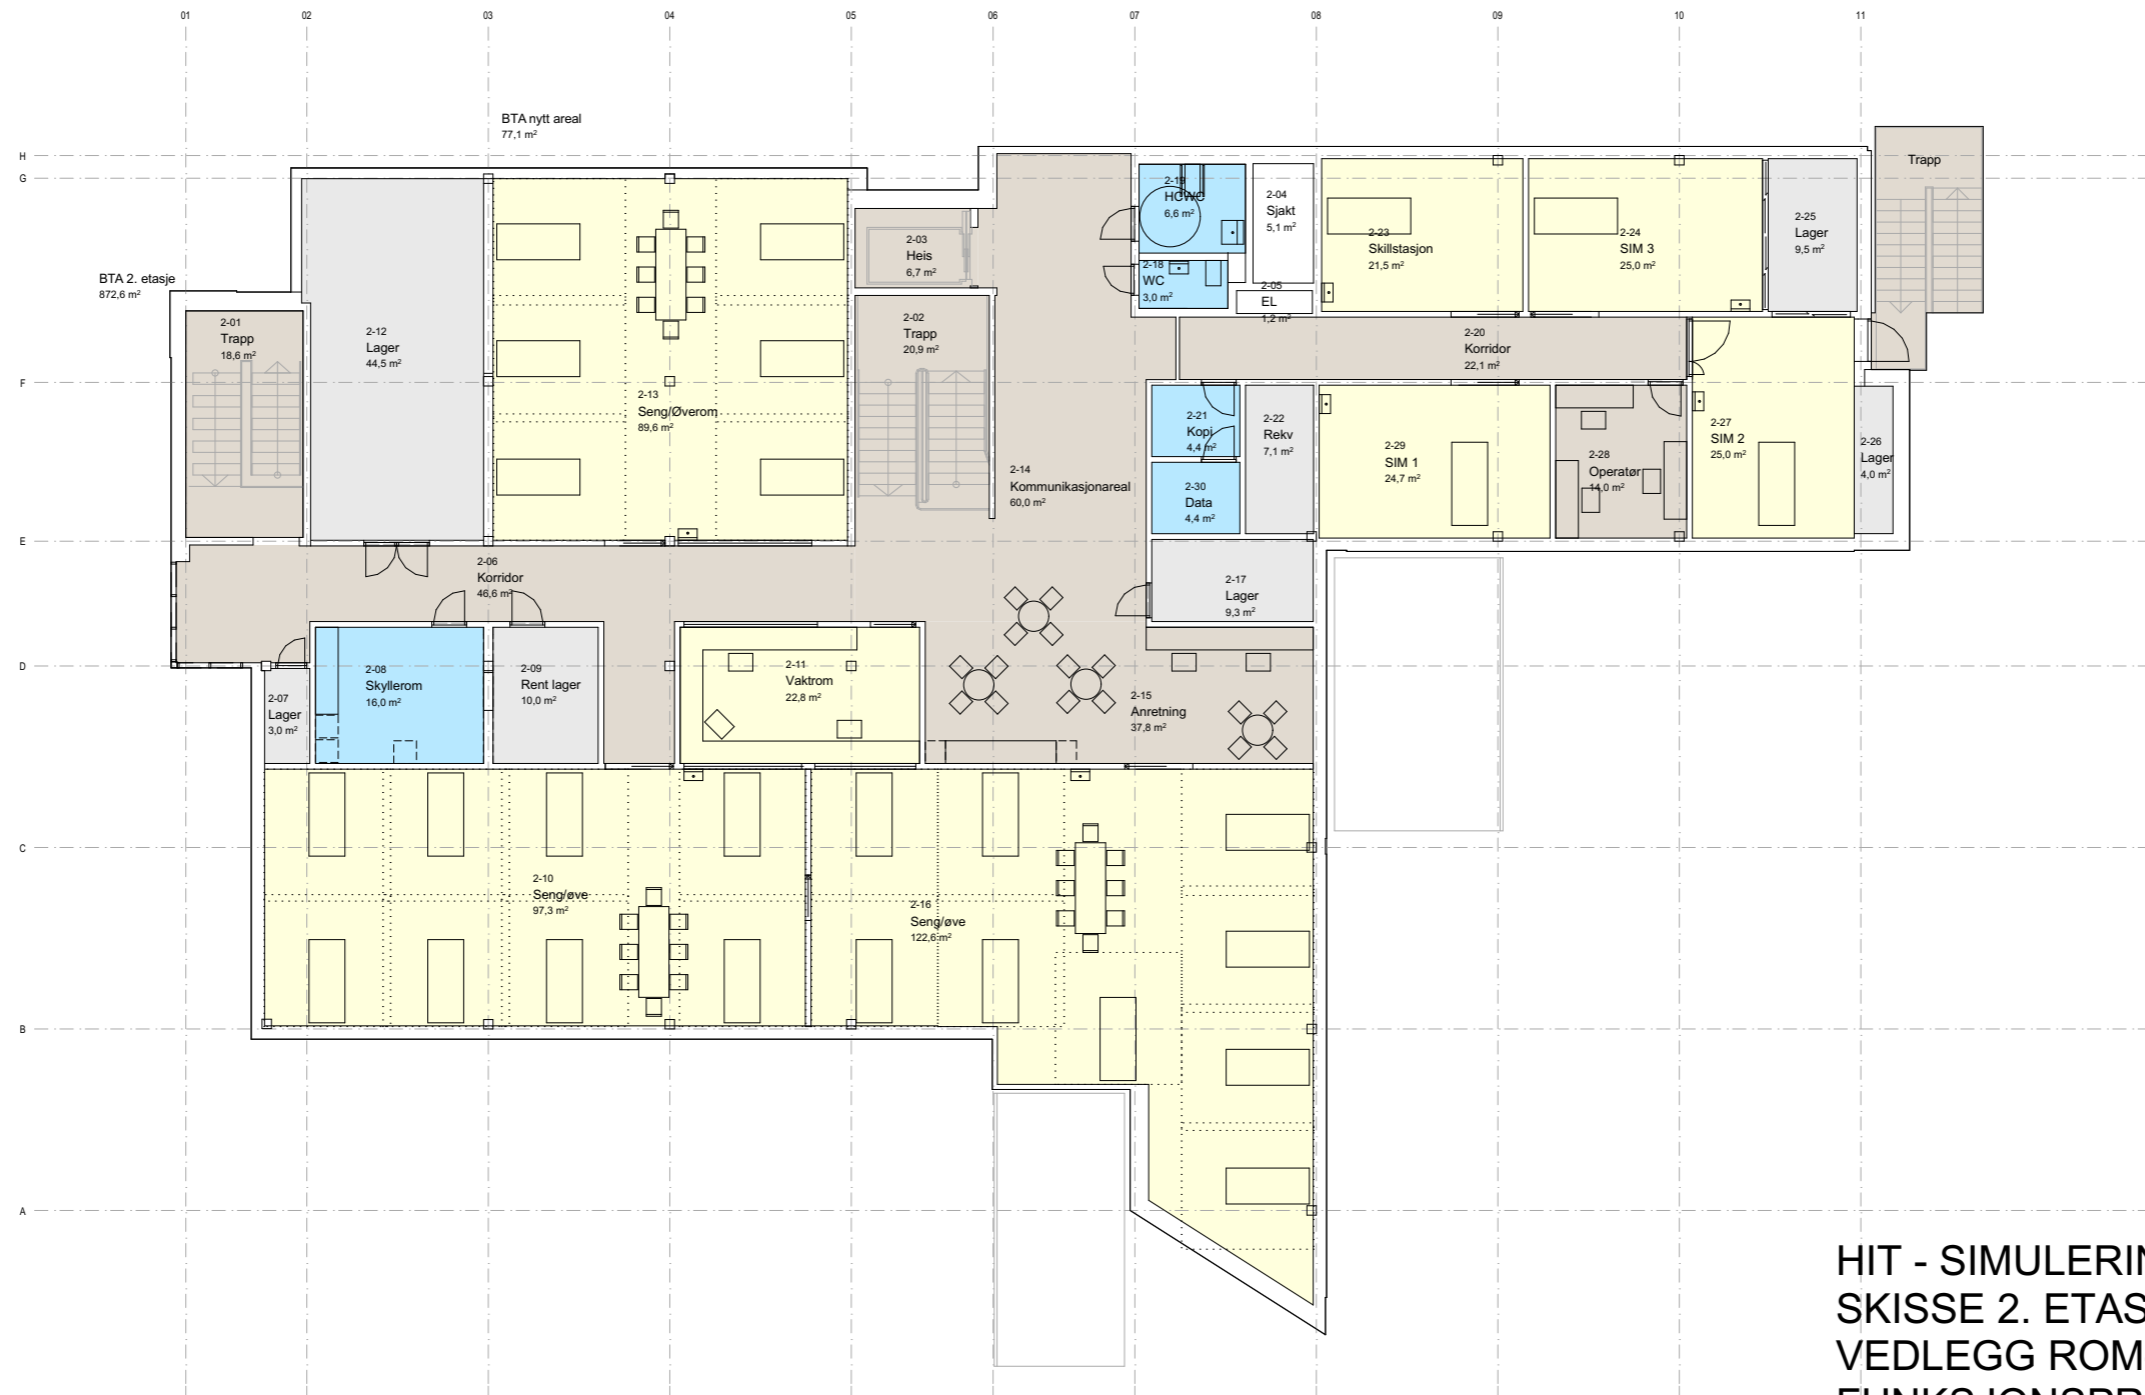 01 02 03 04 05 06 07 08 09 10 11
BTA nytt areal
77,1 m²
H
G
Trapp
2-19
HCWC
6,6 m²
2-04
Sjakt
5,1 m²
2-23
Skillstasjon
21,5 m²
2-24
SIM 3
25,0 m²
2-25
Lager
9,5 m²
2-03
Heis
6,7 m²
2-18
WC
3,0 m²
2-05
EL
1,2 m²
BTA 2. etasje
872,6 m²
2-01
Trapp
18,6 m²
2-12
Lager
44,5 m²
2-02
Trapp
20,9 m²
2-20
Korridor
22,1 m²
F
2-13
Seng/Øverom
89,6 m²
2-14
Kommunikasjonareal
60,0 m²
2-21
Kopi
4,4 m²
2-22
Rekv
7,1 m²
2-30
Data
4,4 m²
2-29
SIM 1
24,7 m²
2-28
Operatør
14,0 m²
2-27
SIM 2
25,0 m²
2-26
Lager
4,0 m²
E
2-06
Korridor
46,6 m²
2-17
Lager
9,3 m²
D
2-07
Lager
3,0 m²
2-08
Skyllerom
16,0 m²
2-09
Rent lager
10,0 m²
2-11
Vaktrom
22,8 m²
2-15
Anretning
37,8 m²
C
2-10
Seng/øve
97,3 m²
2-16
Seng/øve
122,6 m²
B
A
HIT - SIMULERIN
SKISSE 2. ETAS
VEDLEGG ROM